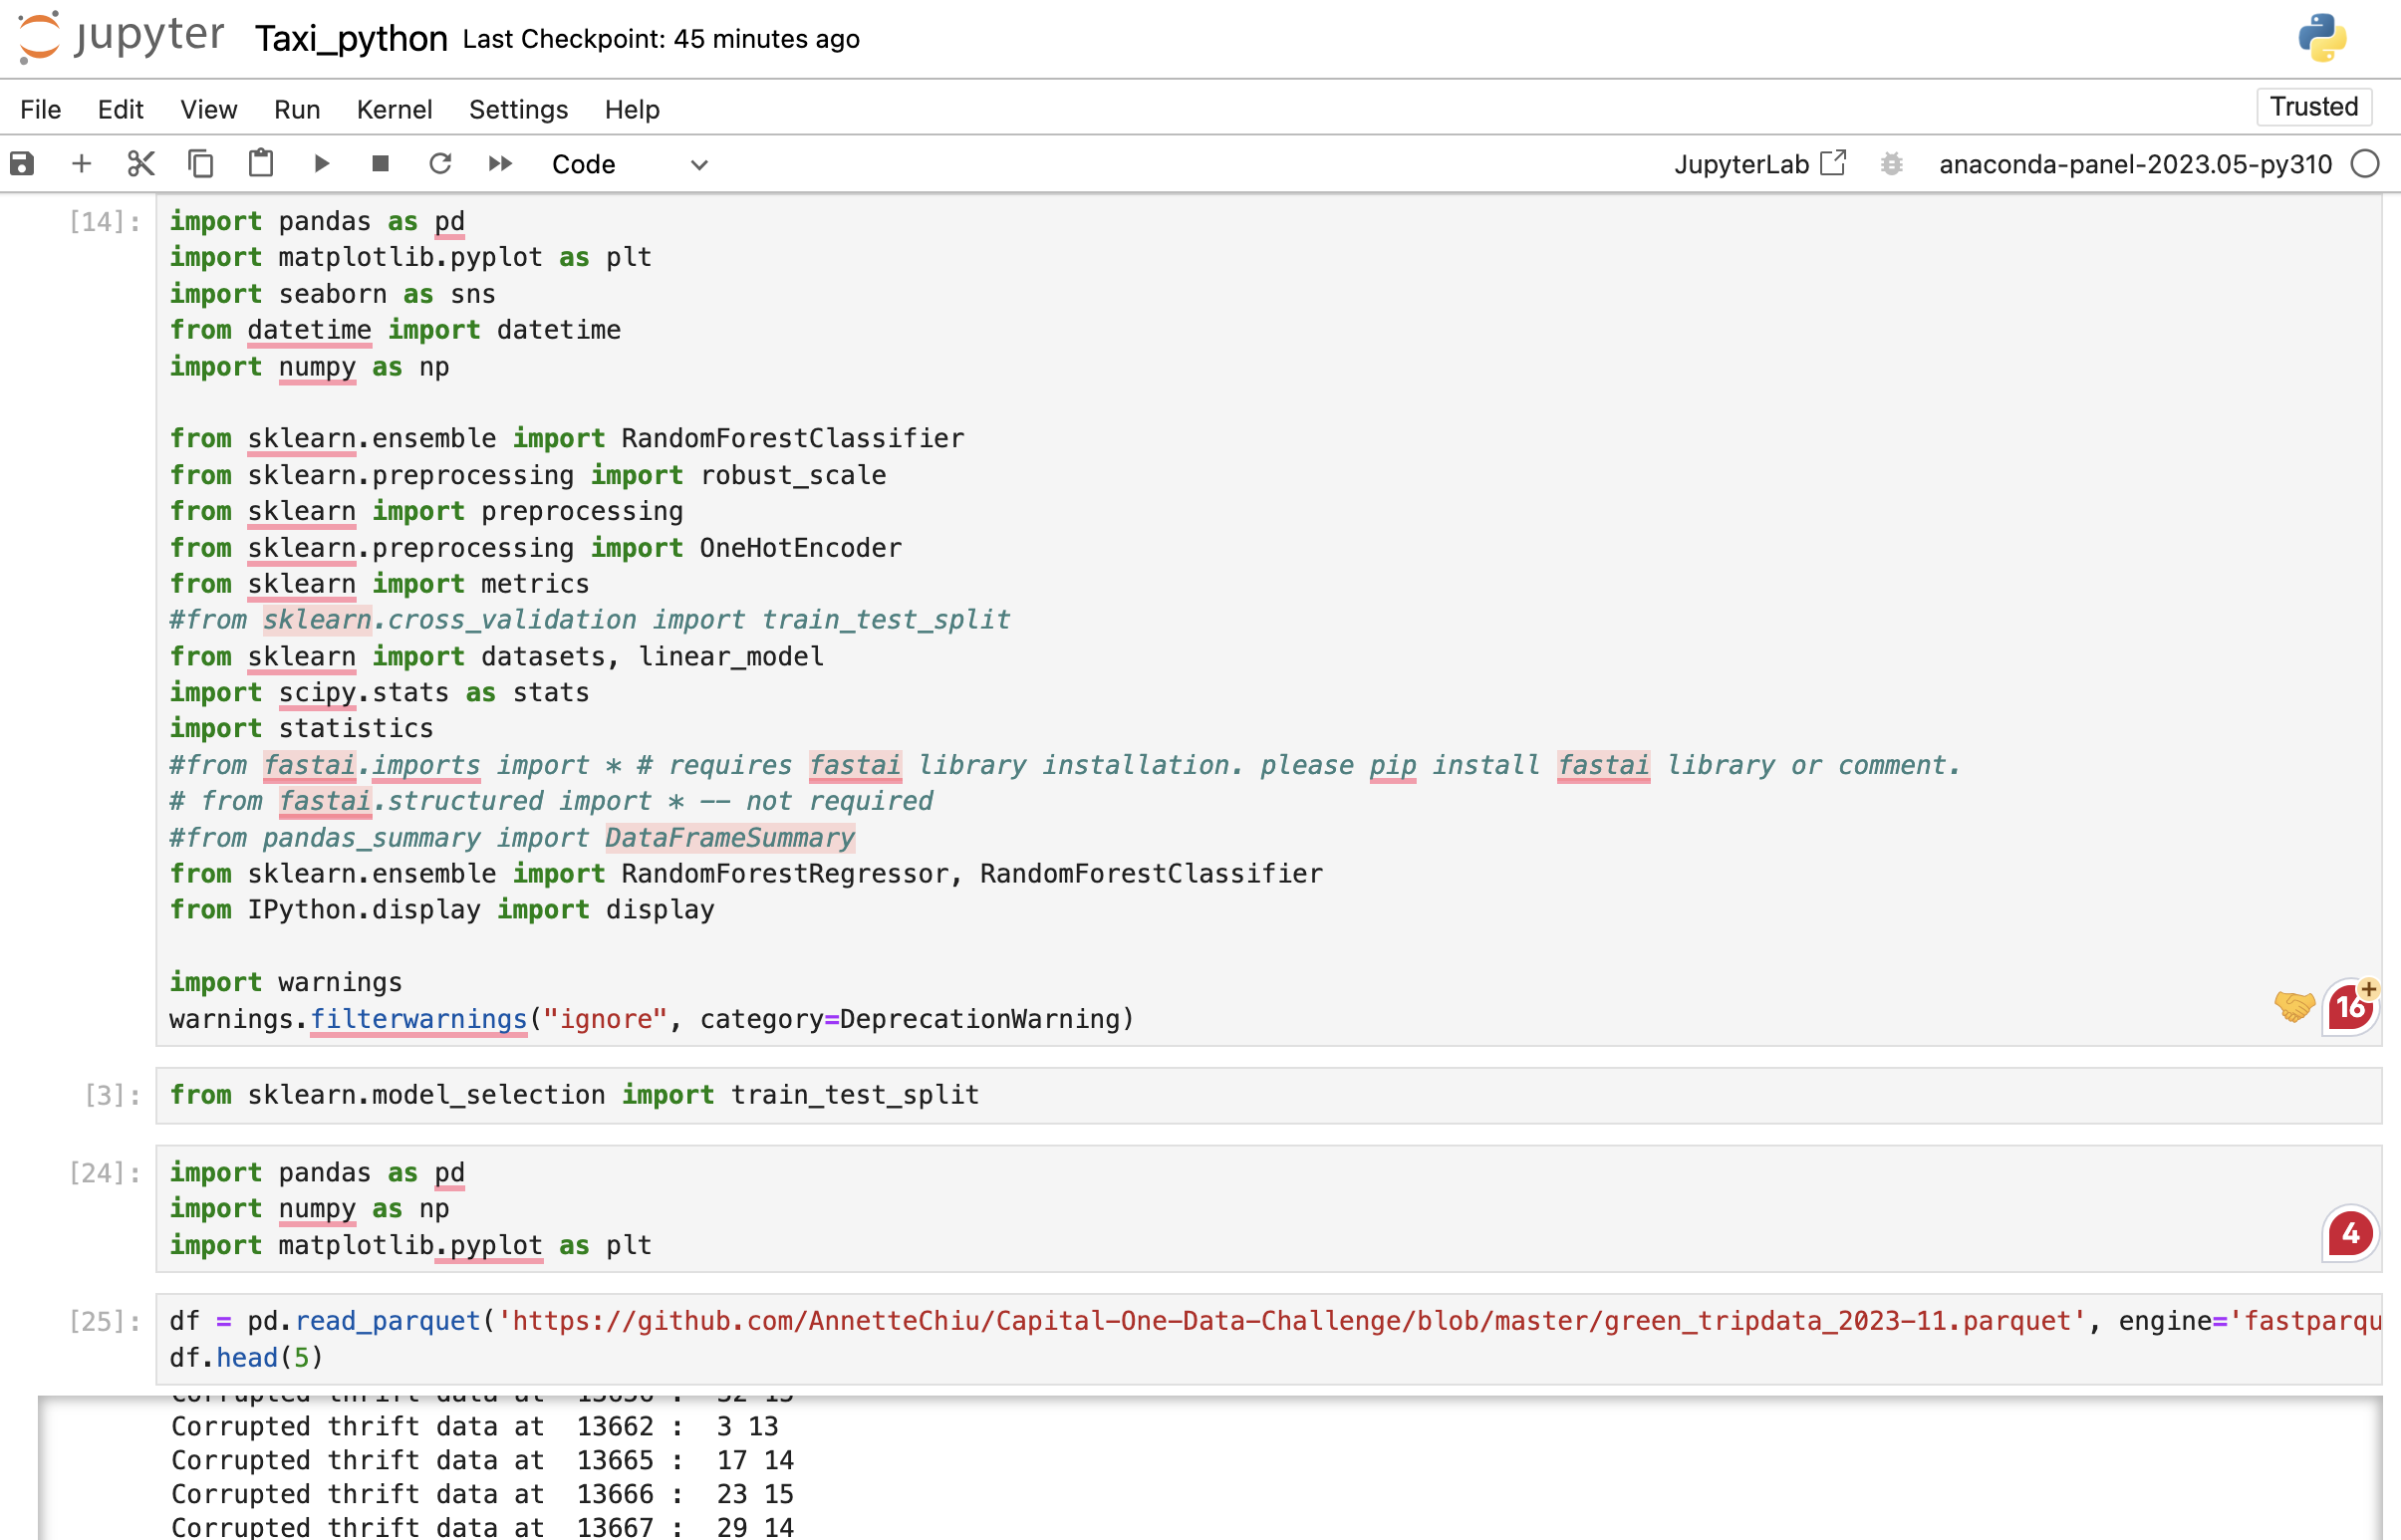 jupyter Taxi_python Last Checkpoint: 45 minutes ago
File Edit View Run Kernel Settings Help Trusted
Code JupyterLab anaconda-panel-2023.05-py310
[14]: import pandas as pd
import matplotlib.pyplot as plt
import seaborn as sns
from datetime import datetime
import numpy as np
from sklearn.ensemble import RandomForestClassifier
from sklearn.preprocessing import robust_scale
from sklearn import preprocessing
from sklearn.preprocessing import OneHotEncoder
from sklearn import metrics
#from sklearn.cross_validation import train_test_split
from sklearn import datasets, linear_model
import scipy.stats as stats
import statistics
#from fastai.imports import * # requires fastai library installation. please pip install fastai library or comment.
# from fastai.structured import * -- not required
#from pandas_summary import DataFrameSummary
from sklearn.ensemble import RandomForestRegressor, RandomForestClassifier
from IPython.display import display
import warnings
warnings.filterwarnings("ignore", category=DeprecationWarning)
16
[3]: from sklearn.model_selection import train_test_split
[24]: import pandas as pd
import numpy as np
import matplotlib.pyplot as plt
4
[25]: df = pd.read_parquet('https://github.com/AnnetteChiu/Capital-One-Data-Challenge/blob/master/green_tripdata_2023-11.parquet', engine='fastparqu
df.head(5)
Corrupted thrift data at 13662 : 3 13
Corrupted thrift data at 13665 : 17 14
Corrupted thrift data at 13666 : 23 15
Corrupted thrift data at 13667 : 29 14